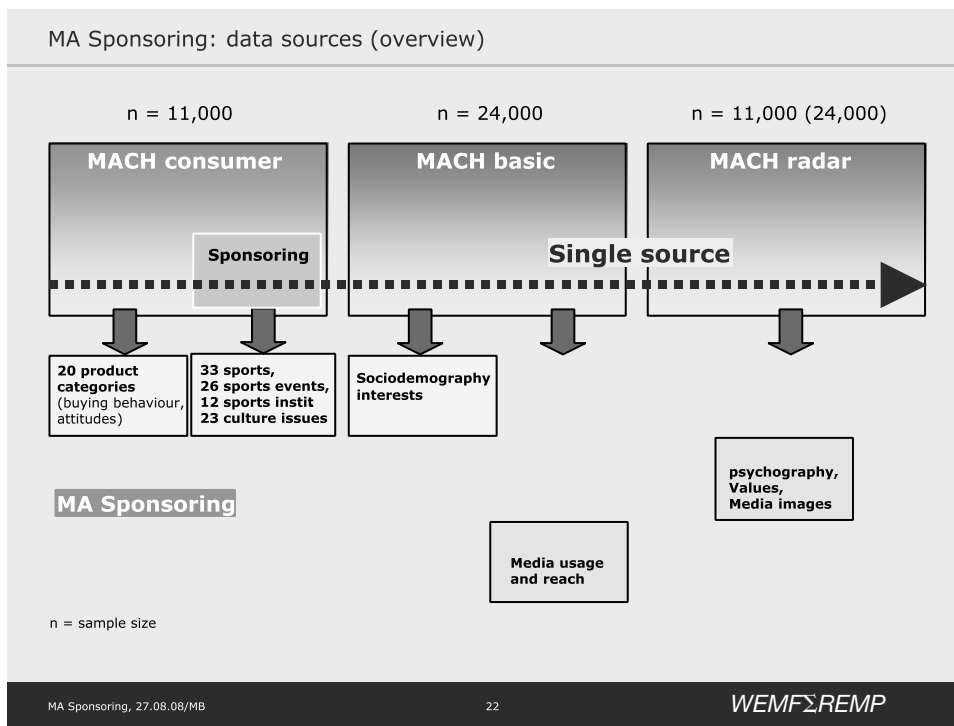 MA Sponsoring: data sources (overview)
n = 11,000
n = 24,000
n = 11,000 (24,000)
MACH consumer
MACH basic
MACH radar
Sponsoring
Single source
20 product
categories
(buying behaviour,
attitudes)
33 sports,
26 sports events,
12 sports instit
23 culture issues
Sociodemography
interests
psychography,
Values,
Media images
MA Sponsoring
Media usage
and reach
n = sample size
MA Sponsoring, 27.08.08/MB
22
WEMF REMP